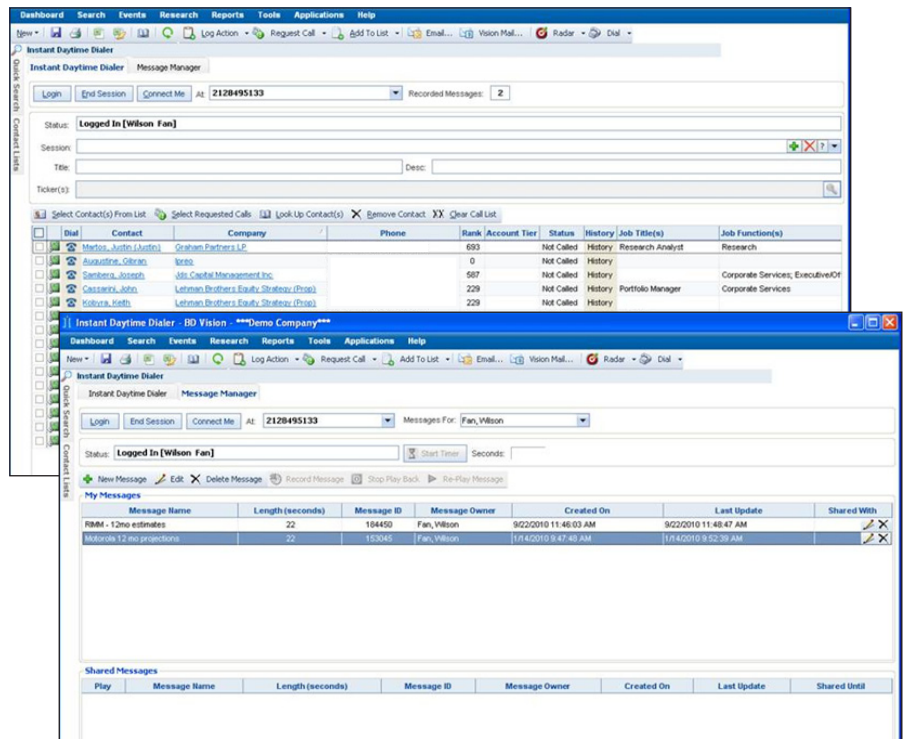 Dashboard Search Events Research Reports Tools Applications Help
New Log Action Request Call Add To List Email... Vision Mail... Radar Dial
Instant Daytime Dialer
Instant Daytime Dialer Message Manager
Quick Search
Contact Lists
Login End Session Connect Me At: 2128495133 Recorded Messages: 2
Status: Logged In [Wilson Fan]
Session: ?
Title: Desc:
Ticker(s):
Select Contact(s) From List Select Requested Calls Look Up Contact(s) Remove Contact Clear Call List
Dial Contact Company Phone Rank Account Tier Status History Job Title(s) Job Function(s)
Martos, Justin (Justin) Graham Partners LP 693 Not Called History Research Analyst Research
Augustine, Gibran Ipreo 0 Not Called History
Samberg, Joseph Jds Capital Management Inc. 587 Not Called History Corporate Services; Executive/Of
Cassarini, John Lehman Brothers Equity Strategy (Prop) 229 Not Called History Portfolio Manager Corporate Services
Kobyra, Keith Lehman Brothers Equity Strategy (Prop) 229 Not Called History
Instant Daytime Dialer - BD Vision - ***Demo Company***
Dashboard Search Events Research Reports Tools Applications Help
New Log Action Request Call Add To List Email... Vision Mail... Radar Dial
Instant Daytime Dialer
Instant Daytime Dialer Message Manager
Quick Search
Contact Lists
Login End Session Connect Me At: 2128495133 Messages For: Fan, Wilson
Status: Logged In [Wilson Fan] Start Timer Seconds:
New Message Edit Delete Message Record Message Stop Play Back Re-Play Message
My Messages
Message Name Length (seconds) Message ID Message Owner Created On Last Update Shared With
RIMM - 12mo estimates 22 164450 Fan, Wilson 9/22/2010 11:46:03 AM 9/22/2010 11:48:47 AM
Motorola 12 mo projections 22 153045 Fan, Wilson 1/14/2010 9:47:48 AM 1/14/2010 9:52:39 AM
Shared Messages
Play Message Name Length (seconds) Message ID Message Owner Created On Last Update Shared Until